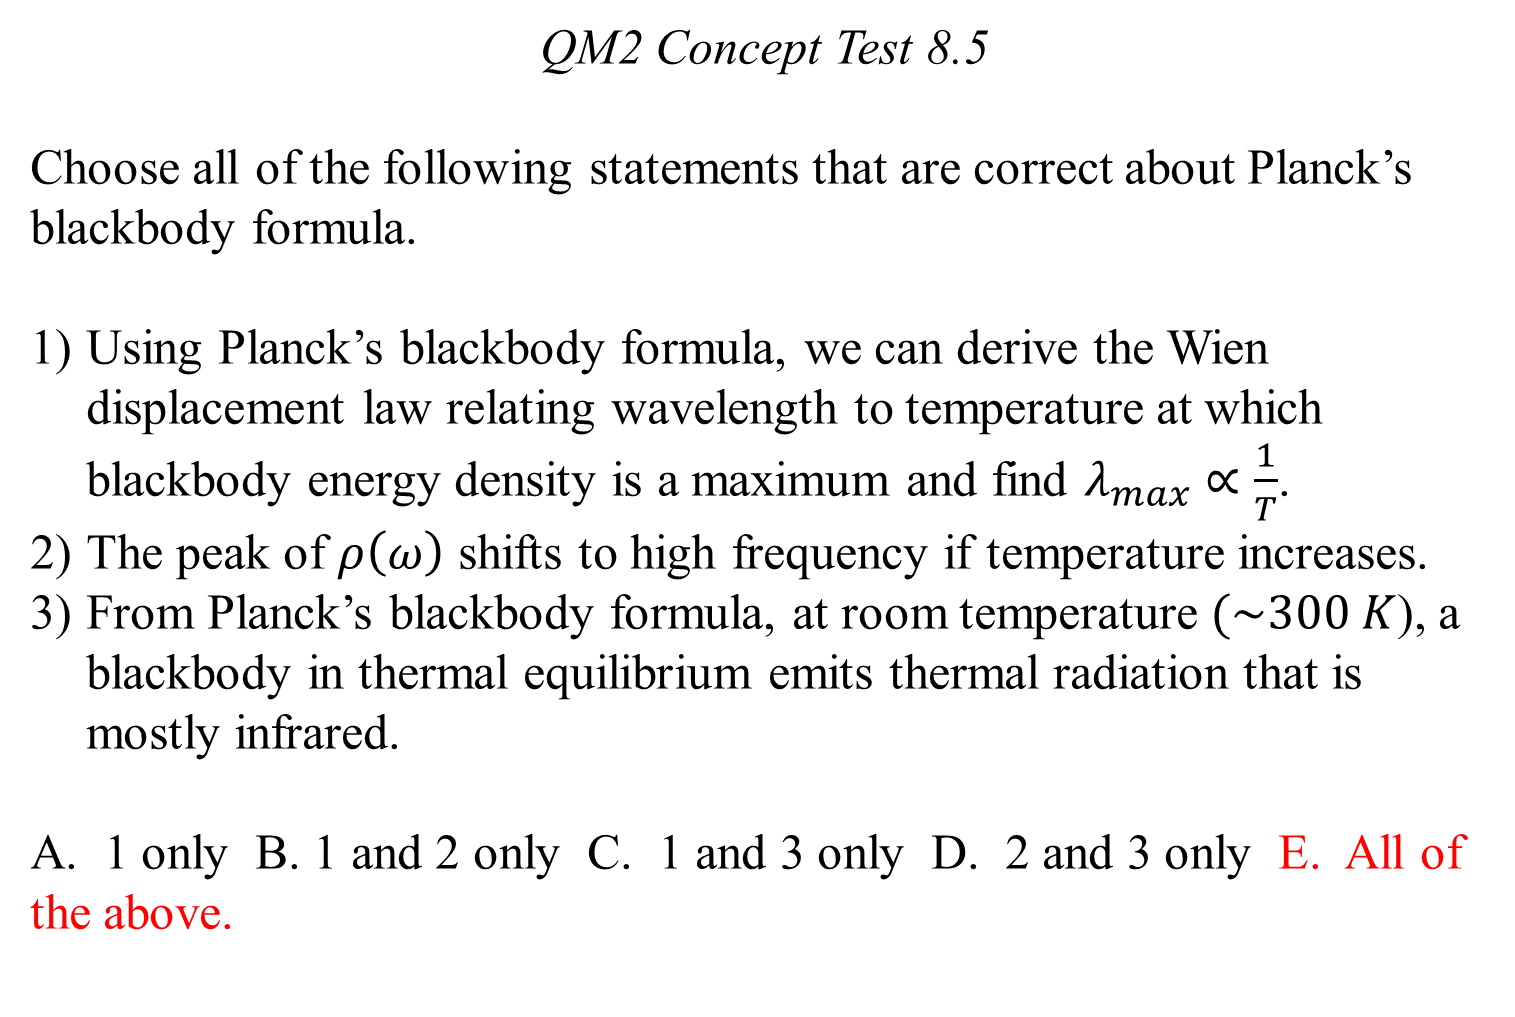 QM2 Concept Test 8.5
Choose all of the following statements that are correct about Planck’s
blackbody formula.
1) Using Planck’s blackbody formula, we can derive the Wien
displacement law relating wavelength to temperature at which
blackbody energy density is a maximum and find λ_max ∝ 1/T.
2) The peak of ρ(ω) shifts to high frequency if temperature increases.
3) From Planck’s blackbody formula, at room temperature (~300 K), a
blackbody in thermal equilibrium emits thermal radiation that is
mostly infrared.
A. 1 only B. 1 and 2 only C. 1 and 3 only D. 2 and 3 only E. All of
the above.